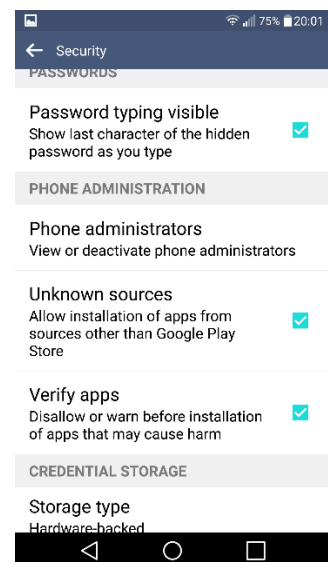 75% 20:01
Security
PASSWORDS
Password typing visible
Show last character of the hidden
password as you type
PHONE ADMINISTRATION
Phone administrators
View or deactivate phone administrators
Unknown sources
Allow installation of apps from
sources other than Google Play
Store
Verify apps
Disallow or warn before installation
of apps that may cause harm
CREDENTIAL STORAGE
Storage type
Hardware-backed